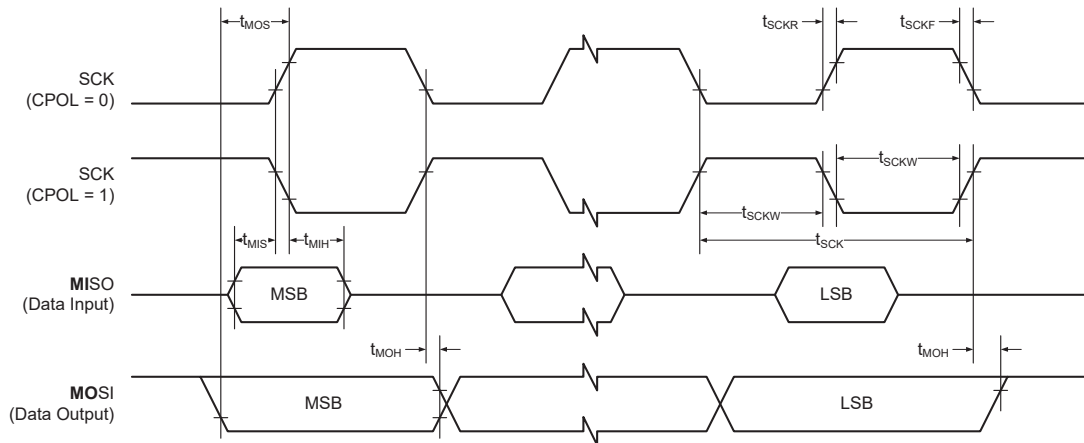 tMOS
tSCKR
tSCKF
SCK
(CPOL = 0)
SCK
(CPOL = 1)
tSCKW
tSCKW
tSCK
tMIS
tMIH
MISO
(Data Input)
MSB
LSB
tMOH
tMOH
MOSI
(Data Output)
MSB
LSB